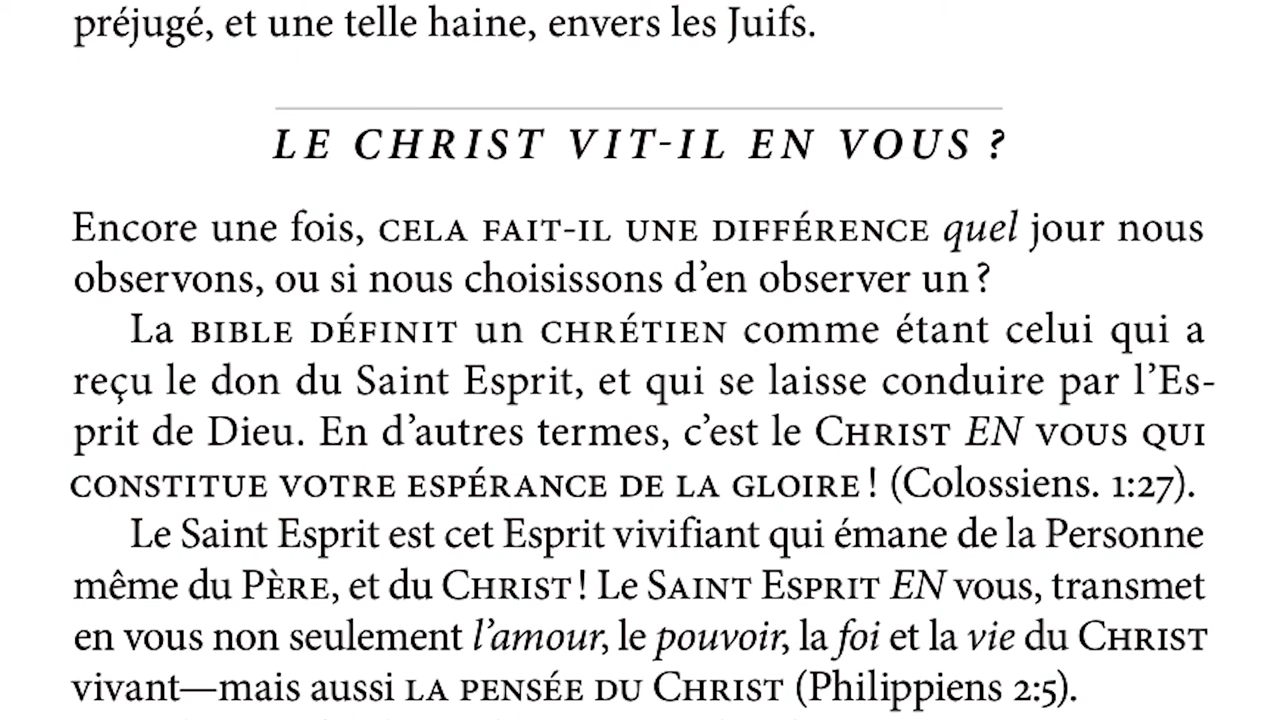 préjugé, et une telle haine, envers les Juifs.
LE CHRIST VIT-IL EN VOUS ?
Encore une fois, CELA FAIT-IL UNE DIFFÉRENCE quel jour nous
observons, ou si nous choisissons d’en observer un ?
La BIBLE DÉFINIT un CHRÉTIEN comme étant celui qui a
reçu le don du Saint Esprit, et qui se laisse conduire par l’Es-
prit de Dieu. En d’autres termes, c’est le CHRIST EN VOUS QUI
CONSTITUE VOTRE ESPÉRANCE DE LA GLOIRE ! (Colossiens. 1:27).
Le Saint Esprit est cet Esprit vivifiant qui émane de la Personne
même du PÈRE, et du CHRIST ! Le SAINT ESPRIT EN vous, transmet
en vous non seulement l’amour, le pouvoir, la foi et la vie du CHRIST
vivant—mais aussi LA PENSÉE DU CHRIST (Philippiens 2:5).